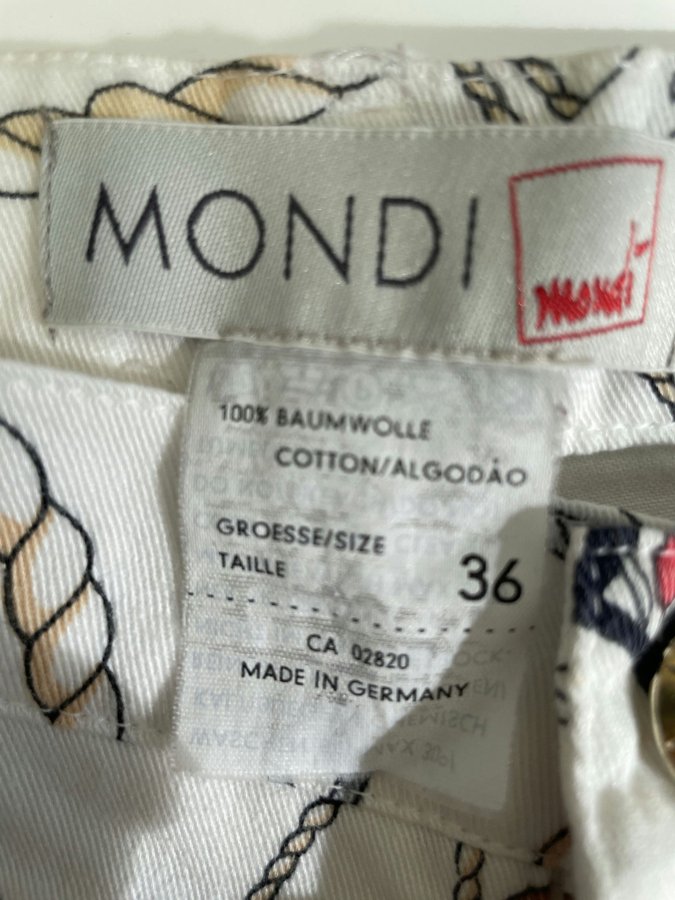 MONDI
MONDI
100% BAUMWOLLE
COTTON/ALGODÃO
GROESSE/SIZE
TAILLE
36
CA 02820
MADE IN GERMANY